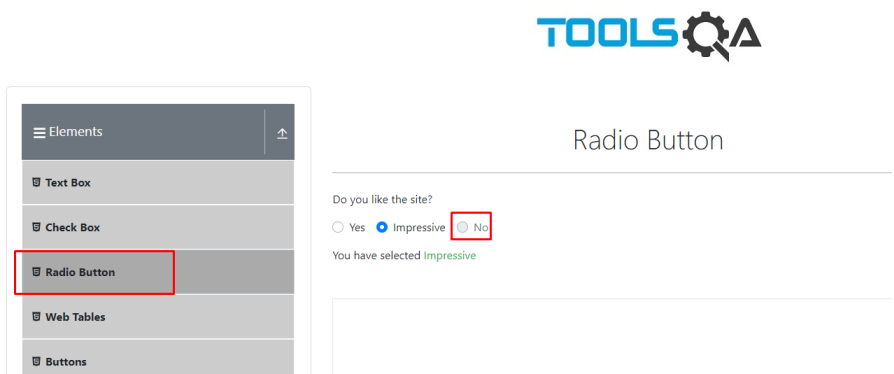 TOOLSQA
Elements
Radio Button
Text Box
Do you like the site?
Check Box
Yes Impressive No
You have selected Impressive
Radio Button
Web Tables
Buttons